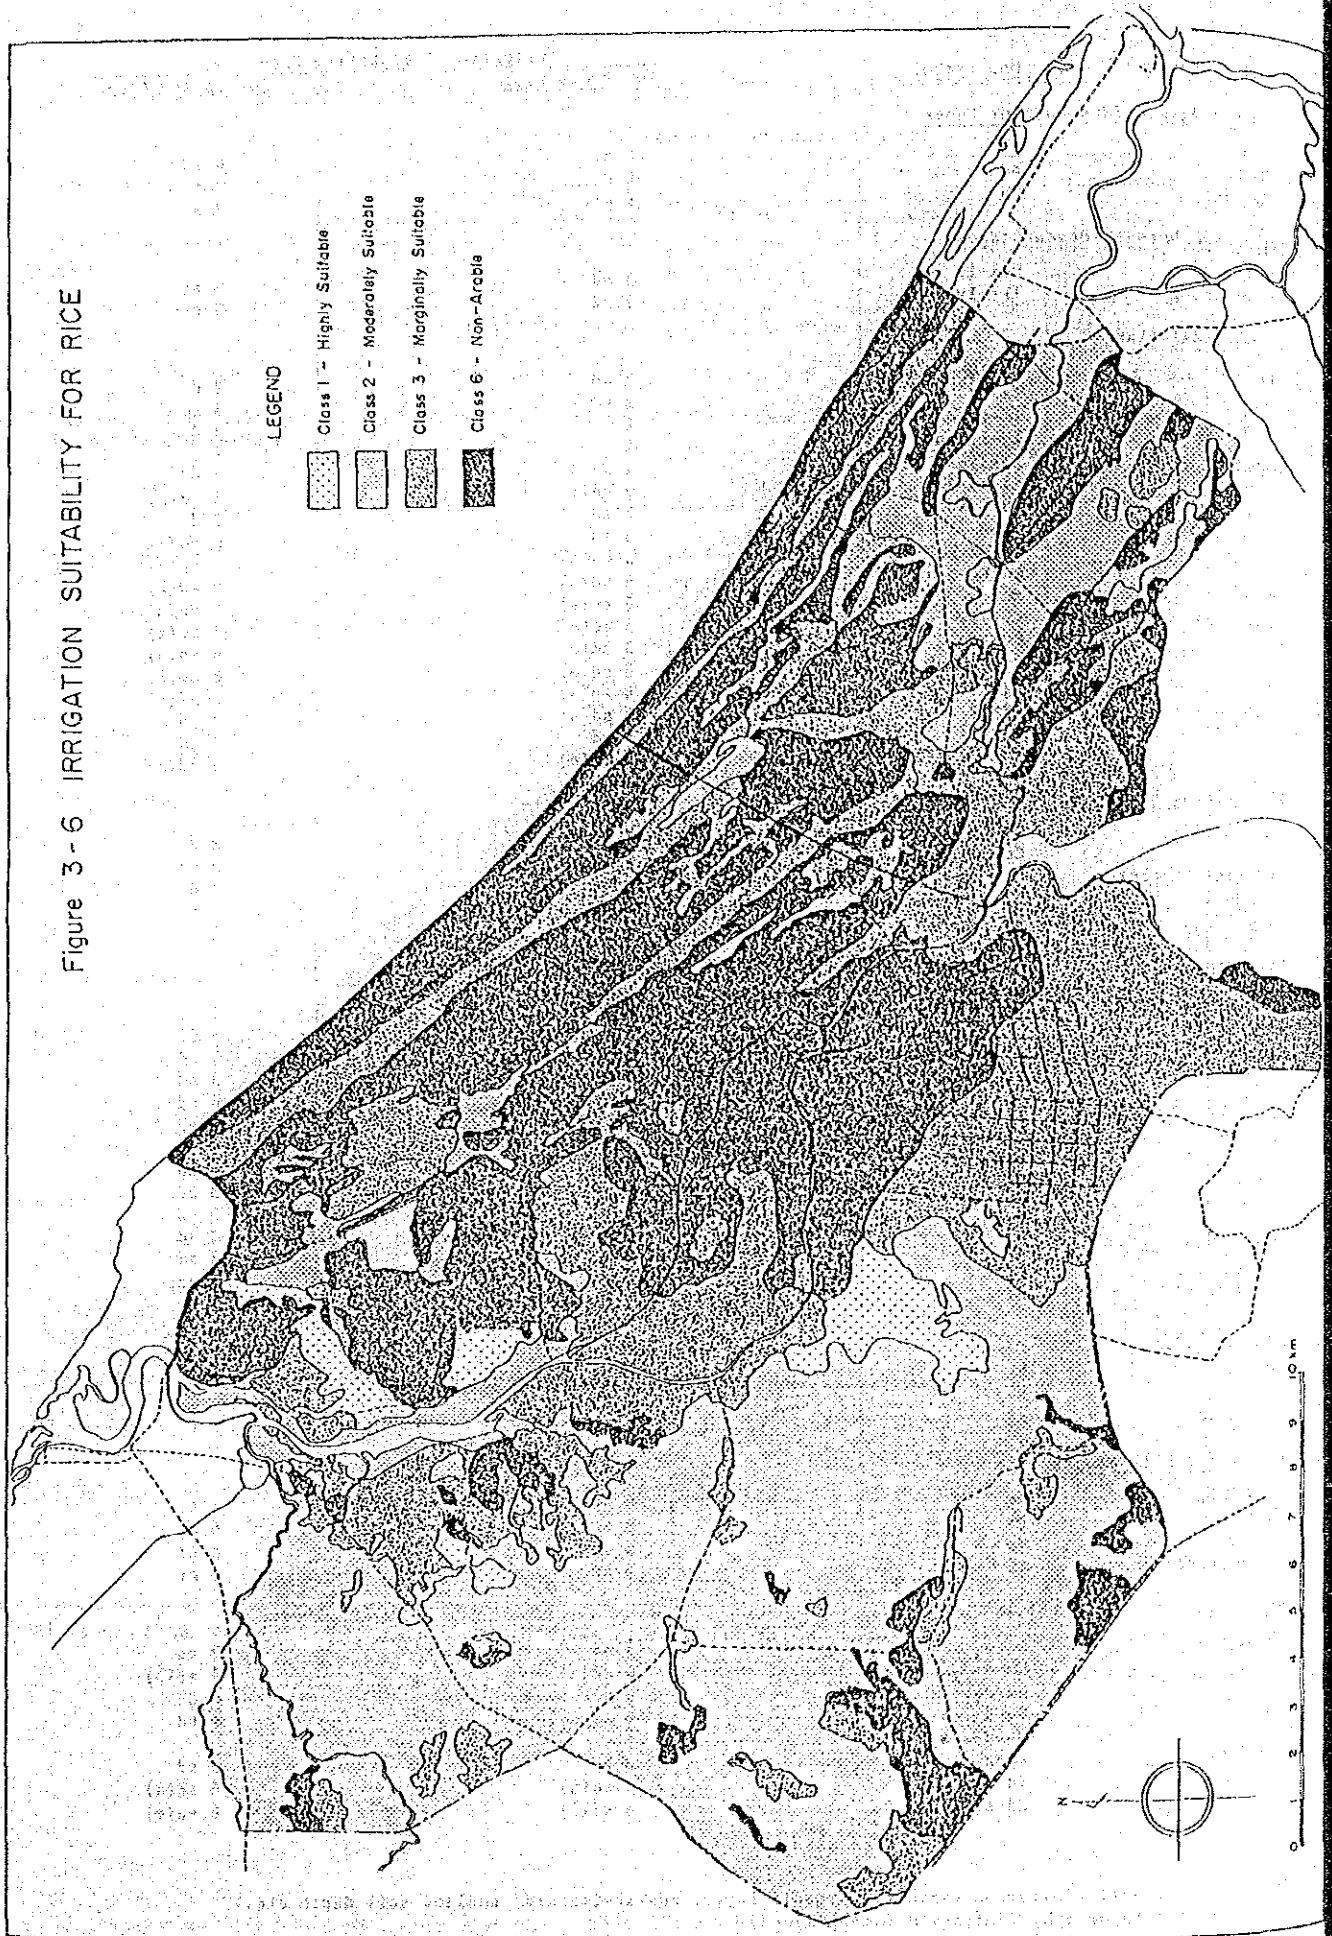 Figure 3-6 IRRIGATION SUITABILITY FOR RICE
LEGEND
Class 1 - Highly Suitable
Class 2 - Moderately Suitable
Class 3 - Marginally Suitable
Class 6 - Non-Arable
N
0 1 2 3 4 5 6 7 8 9 10 km